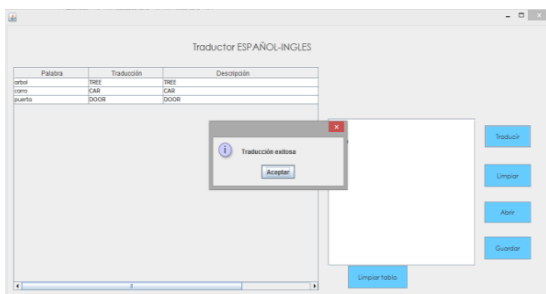 Traductor ESPAÑOL-INGLES
Palabra Traducción Descripción
arbol TREE TREE
carro CAR CAR
puerta DOOR DOOR
Traducción exitosa
Aceptar
Traducir
Limpiar
Abrir
Guardar
Limpiar tabla